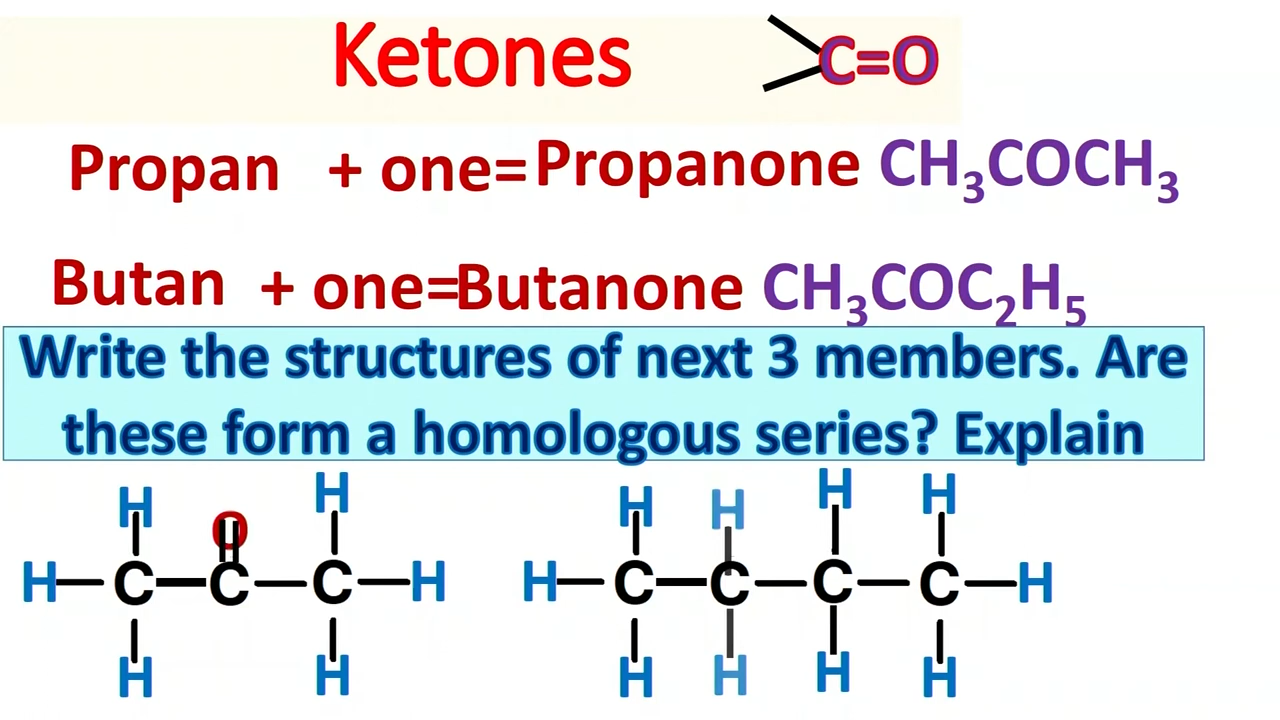 Ketones >C=O
Propan + one= Propanone CH₃COCH₃
Butan + one=Butanone CH₃COC₂H₅
Write the structures of next 3 members. Are
these form a homologous series? Explain
H O H H H H H
H C C C H H C C C C H
H H H H H H